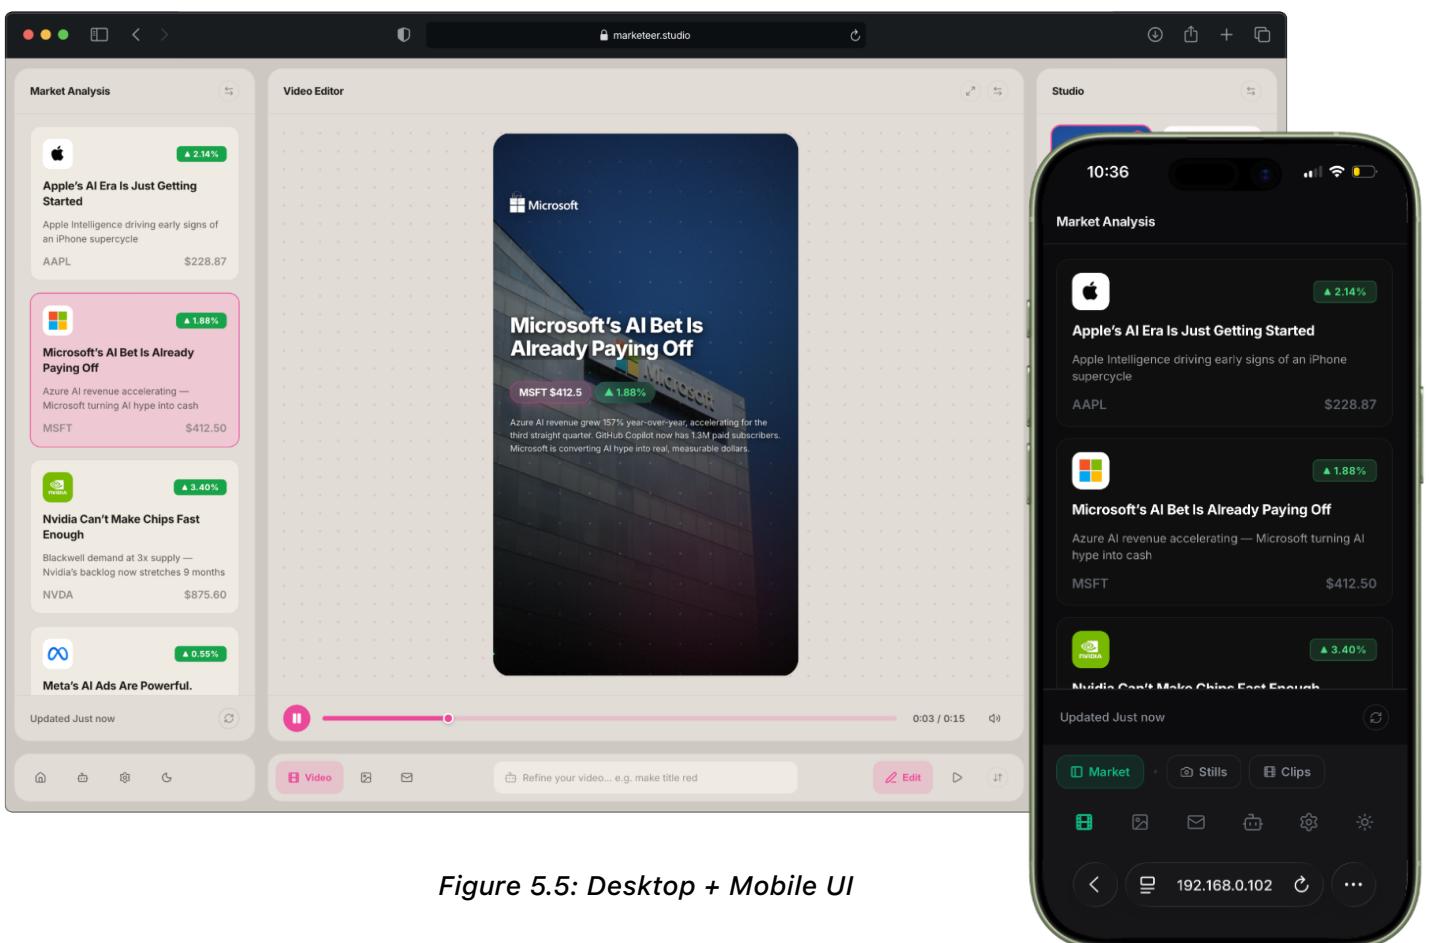 marketeer.studio
Market Analysis
▲ 2.14%
Apple's AI Era Is Just Getting
Started
Apple Intelligence driving early signs of
an iPhone supercycle
AAPL $228.87
▲ 1.88%
Microsoft's AI Bet Is Already
Paying Off
Azure AI revenue accelerating —
Microsoft turning AI hype into cash
MSFT $412.50
NVIDIA
▲ 3.40%
Nvidia Can't Make Chips Fast
Enough
Blackwell demand at 3x supply —
Nvidia's backlog now stretches 9 months
NVDA $875.60
▲ 0.55%
Meta's AI Ads Are Powerful.
Updated Just now
Video Editor
Microsoft
Microsoft's AI Bet Is
Already Paying Off
Microsoft
MSFT $412.5 ▲ 1.88%
Azure AI revenue grew 157% year-over-year, accelerating for the
third straight quarter. GitHub Copilot now has 1.3M paid subscribers.
Microsoft is converting AI hype into real, measurable dollars.
0:03 / 0:15
Video
Refine your video... e.g. make title red
Edit
Studio
10:36
Market Analysis
▲ 2.14%
Apple's AI Era Is Just Getting Started
Apple Intelligence driving early signs of an iPhone
supercycle
AAPL $228.87
▲ 1.88%
Microsoft's AI Bet Is Already Paying Off
Azure AI revenue accelerating — Microsoft turning AI
hype into cash
MSFT $412.50
NVIDIA
▲ 3.40%
Nvidia Can't Make Chips Fast Enough
Updated Just now
Market Stills Clips
192.168.0.102
Figure 5.5: Desktop + Mobile UI